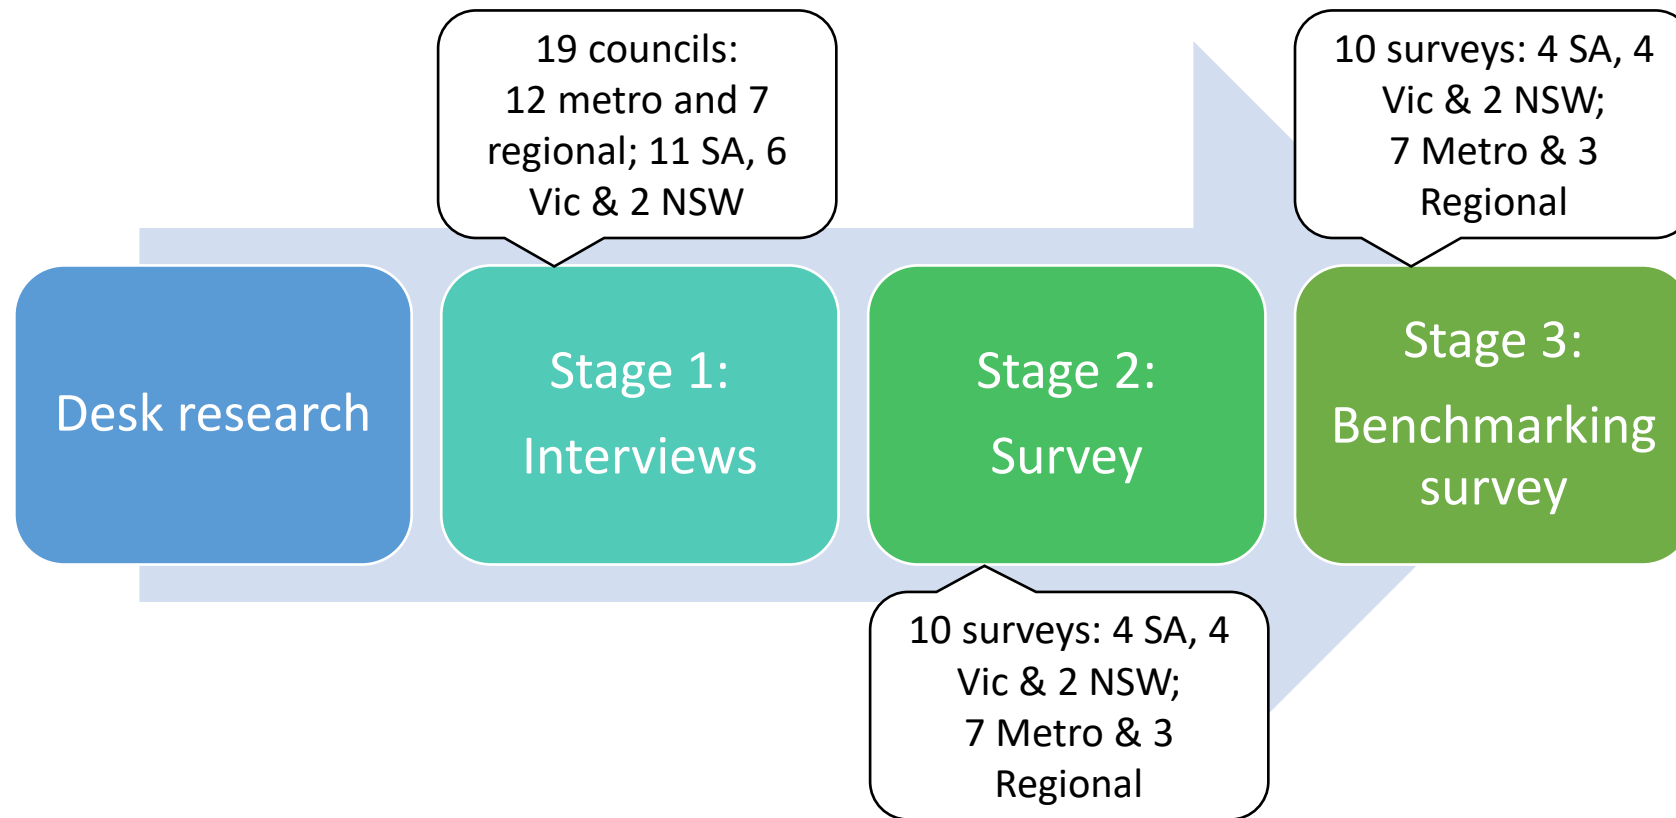 19 councils:
12 metro and 7
regional; 11 SA, 6
Vic & 2 NSW
10 surveys: 4 SA, 4
Vic & 2 NSW;
7 Metro & 3
Regional
Desk research
Stage 1:
Interviews
Stage 2:
Survey
Stage 3:
Benchmarking
survey
10 surveys: 4 SA, 4
Vic & 2 NSW;
7 Metro & 3
Regional